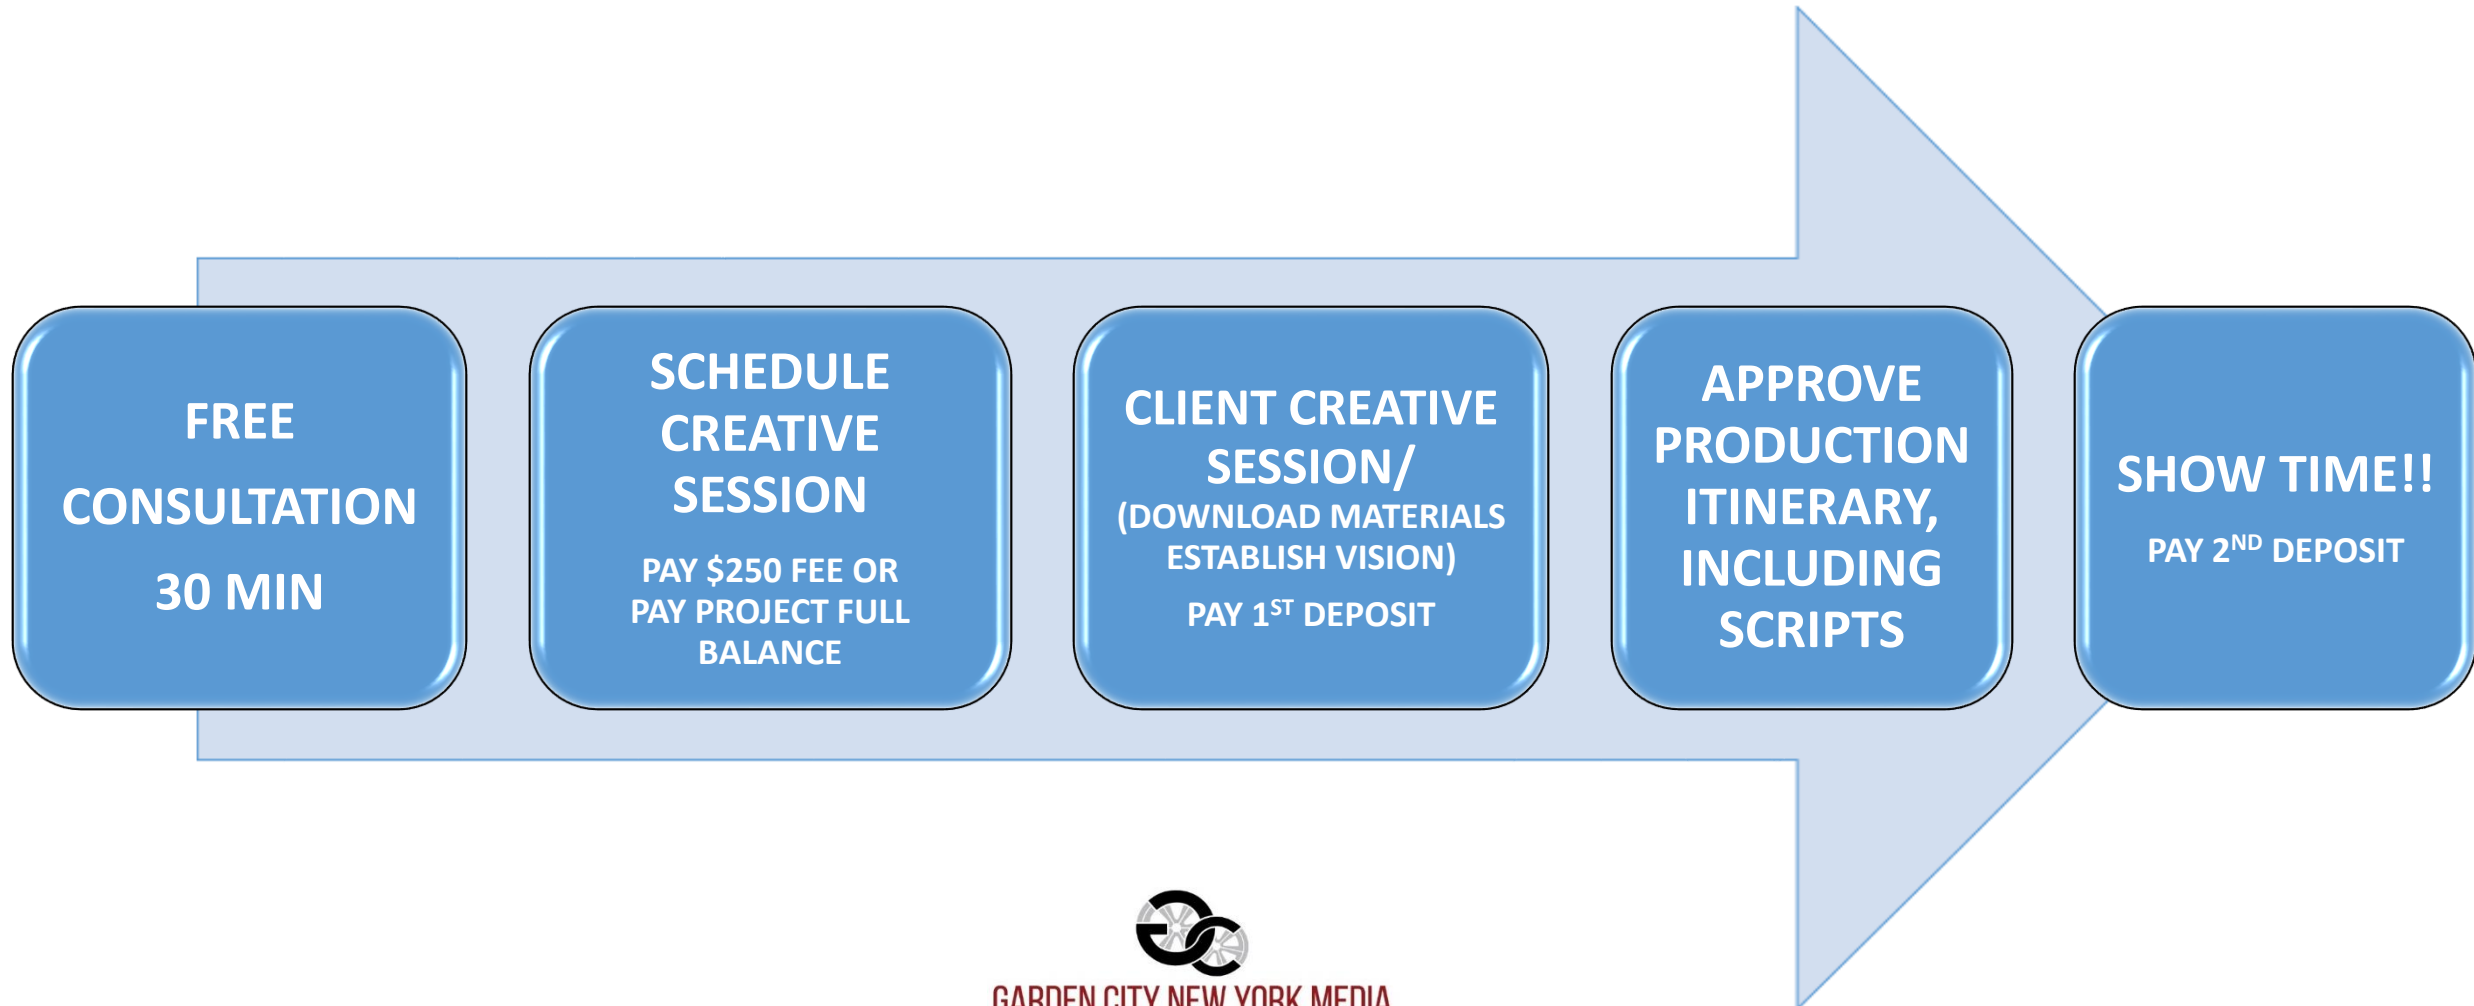 FREE
CONSULTATION
30 MIN
SCHEDULE
CREATIVE
SESSION
PAY $250 FEE OR
PAY PROJECT FULL
BALANCE
CLIENT CREATIVE
SESSION/
(DOWNLOAD MATERIALS
ESTABLISH VISION)
PAY 1ST DEPOSIT
APPROVE
PRODUCTION
ITINERARY,
INCLUDING
SCRIPTS
SHOW TIME!!
PAY 2ND DEPOSIT
GARDEN CITY NEW YORK MEDIA